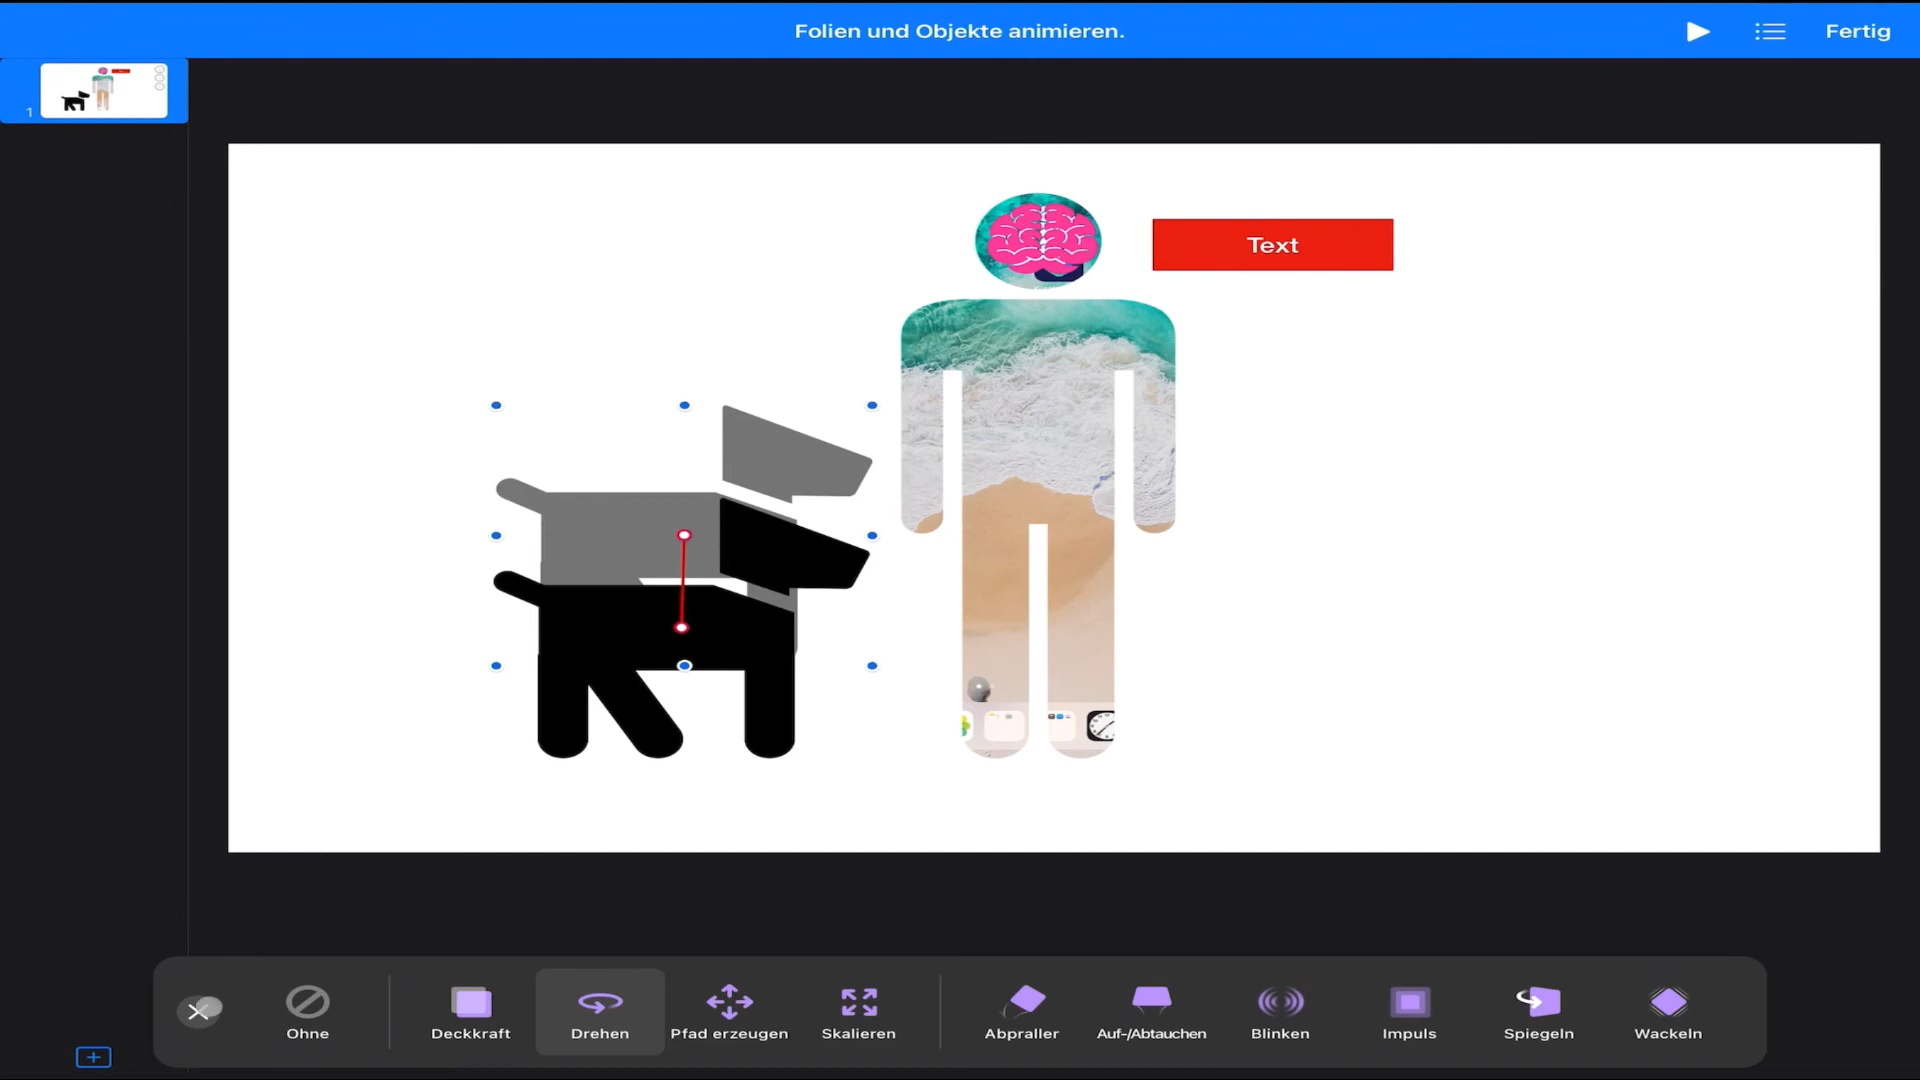 Folien und Objekte animieren.
Fertig
1
Text
Ohne
Deckkraft
Drehen
Pfad erzeugen
Skalieren
Abpraller
Auf-/Abtauchen
Blinken
Impuls
Spiegeln
Wackeln